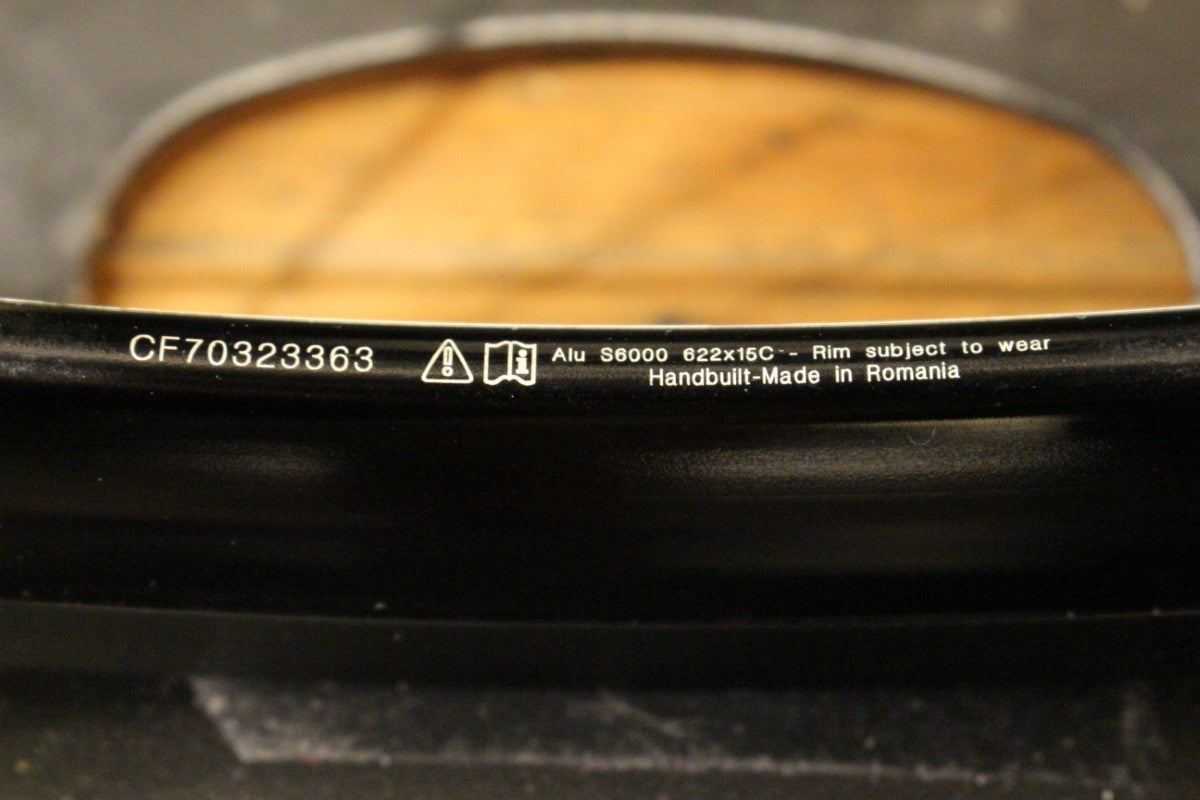 CF70323363
Alu S6000 622x15C - Rim subject to wear
Handbuilt-Made in Romania